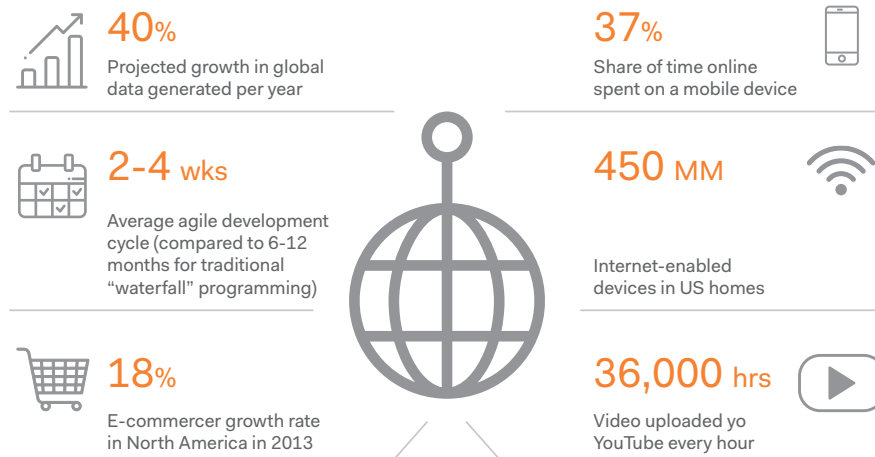 40%
Projected growth in global
data generated per year
2-4 wks
Average agile development
cycle (compared to 6-12
months for traditional
“waterfall” programming)
18%
E-commercer growth rate
in North America in 2013
37%
Share of time online
spent on a mobile device
450 MM
Internet-enabled
devices in US homes
36,000 hrs
Video uploaded yo
YouTube every hour